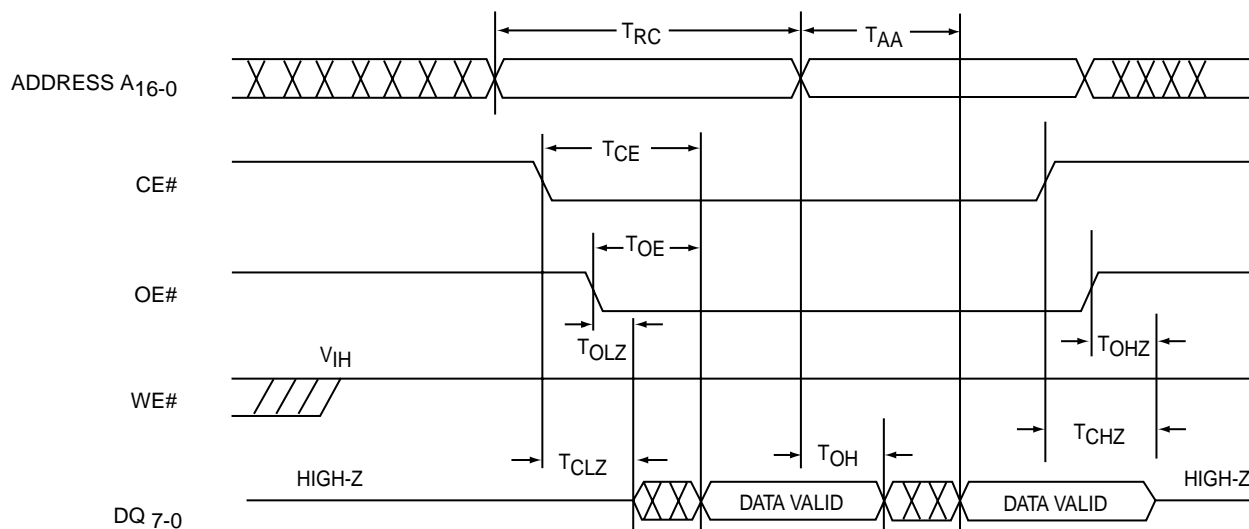 TRC
TAA
ADDRESS A16-0
TCE
CE#
TOE
OE#
TOLZ
TOHZ
VIH
WE#
TCHZ
TCLZ
TOH
HIGH-Z
HIGH-Z
DATA VALID
DATA VALID
DQ 7-0